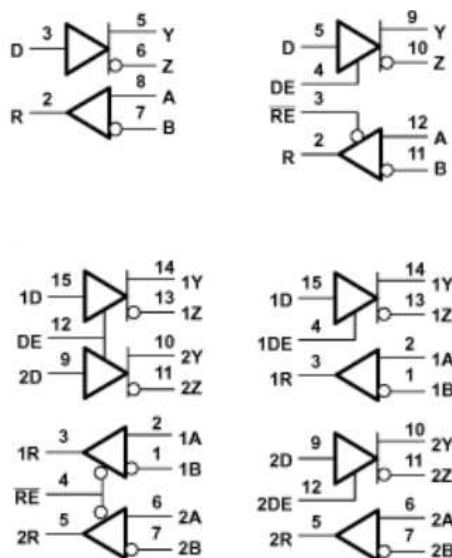 3 5 Y
D 6 Z
8 A
R 2 7 B
9 Y
5 10 Z
D 4
DE
3
R̅E̅
2 12 A
R 11 B
14 1Y
15 13 1Z
1D
12
DE 10 2Y
9
2D 11 2Z
2 1A
3
1R 1 1B
4
R̅E̅
6 2A
5
2R 7 2B
14 1Y
15 13 1Z
1D
4
1DE
2 1A
3
1R 1 1B
10 2Y
9
2D 11 2Z
12
2DE
6 2A
5
2R 7 2B